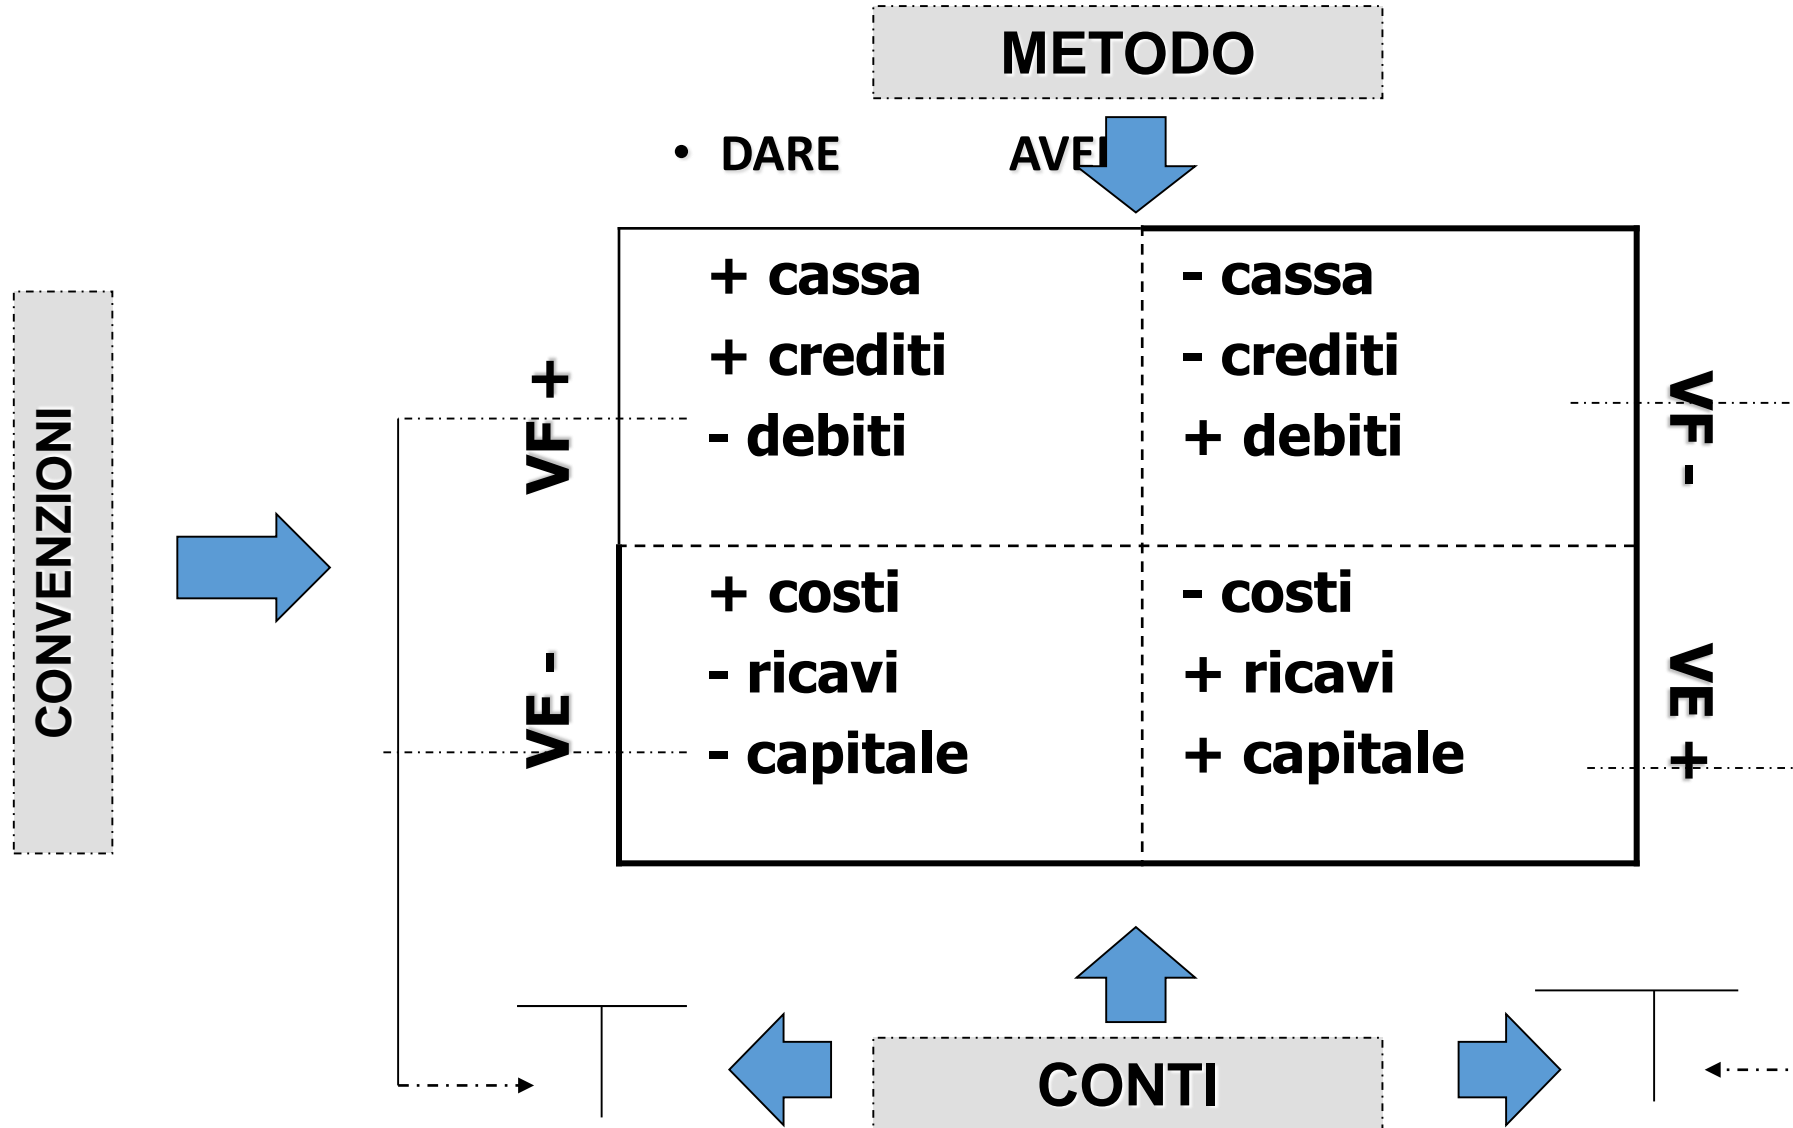 METODO
• DARE AVE
+ cassa - cassa
+ crediti - crediti
- debiti + debiti
VF +
VF -
CONVENZIONI
+ costi - costi
- ricavi + ricavi
- capitale + capitale
VE -
VE +
CONTI